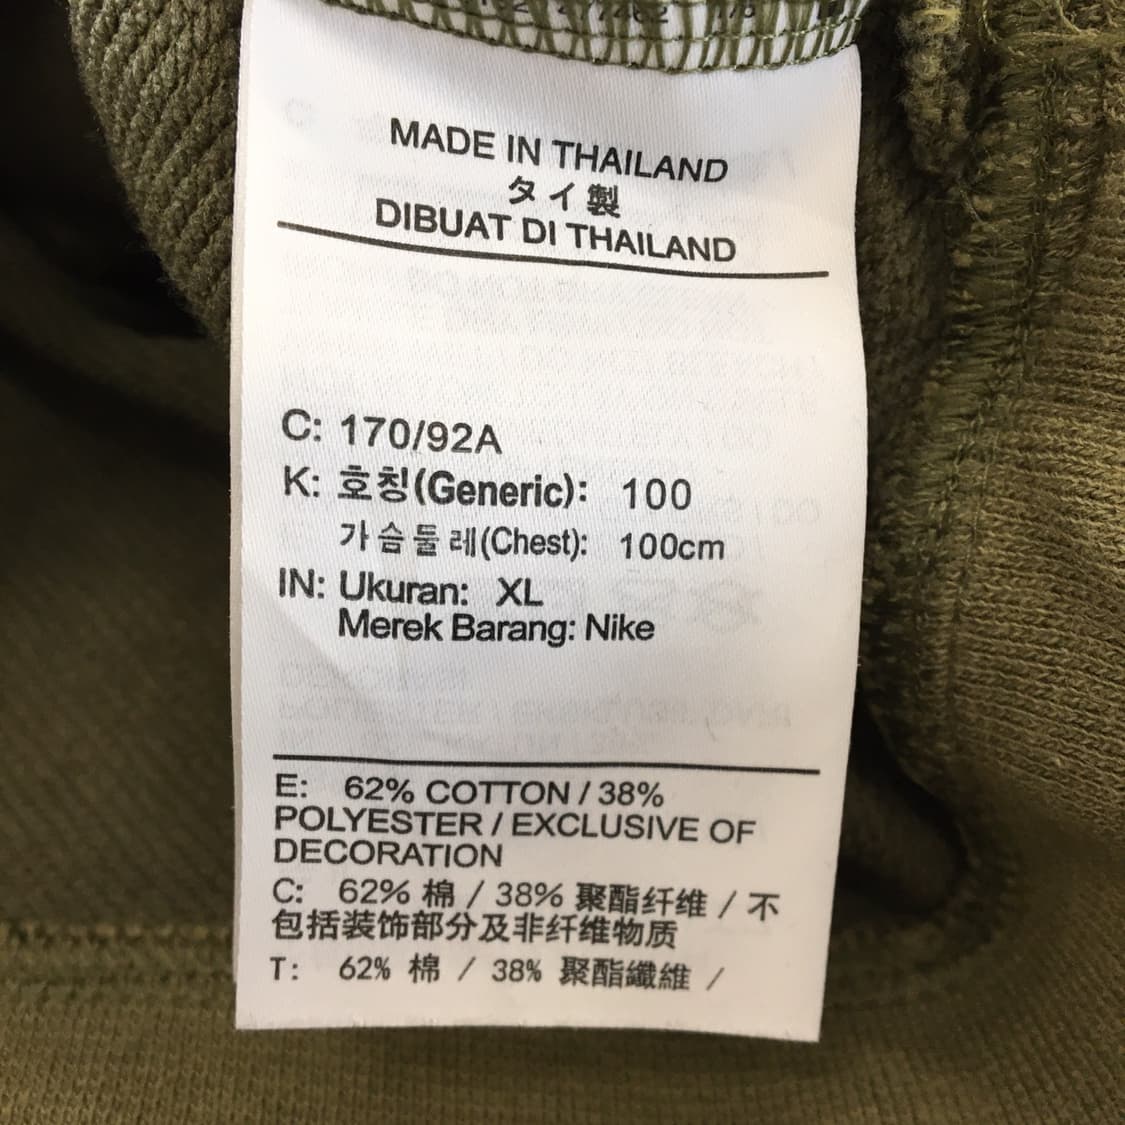 MADE IN THAILAND
タイ製
DIBUAT DI THAILAND
C: 170/92A
K: 호칭(Generic): 100
가슴둘레(Chest): 100cm
IN: Ukuran: XL
Merek Barang: Nike
E: 62% COTTON / 38%
POLYESTER / EXCLUSIVE OF
DECORATION
C: 62% 棉 / 38% 聚酯纤维 / 不
包括装饰部分及非纤维物质
T: 62% 棉 / 38% 聚酯纖維 /